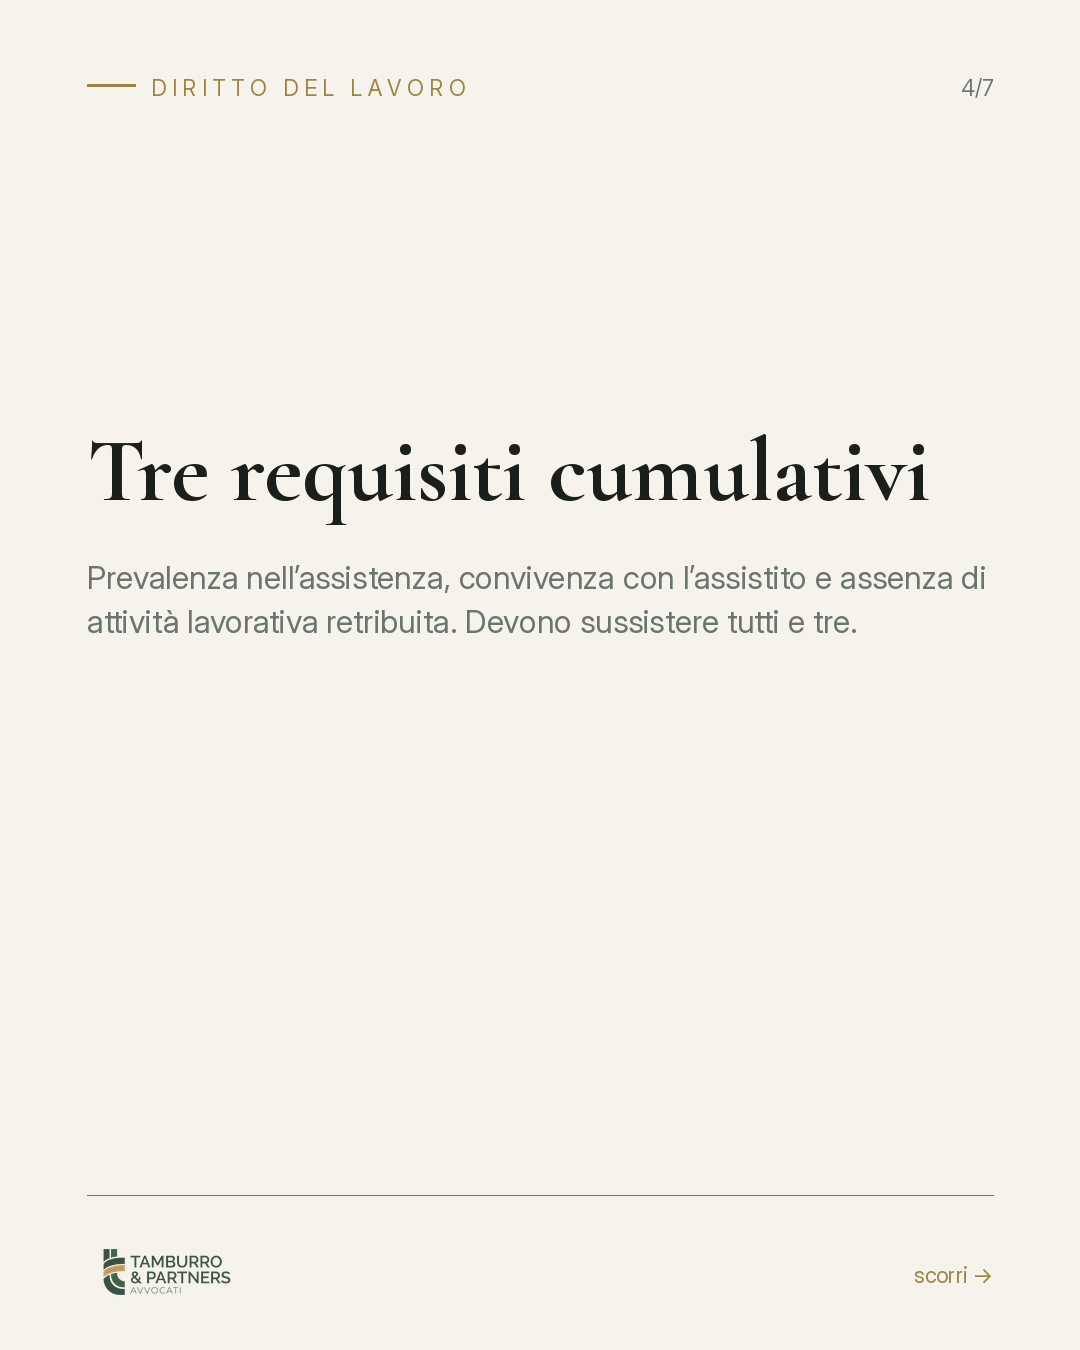 DIRITTO DEL LAVORO
4/7
Tre requisiti cumulativi
Prevalenza nell’assistenza, convivenza con l’assistito e assenza di
attività lavorativa retribuita. Devono sussistere tutti e tre.
TAMBURRO
& PARTNERS
AVVOCATI
scorri →